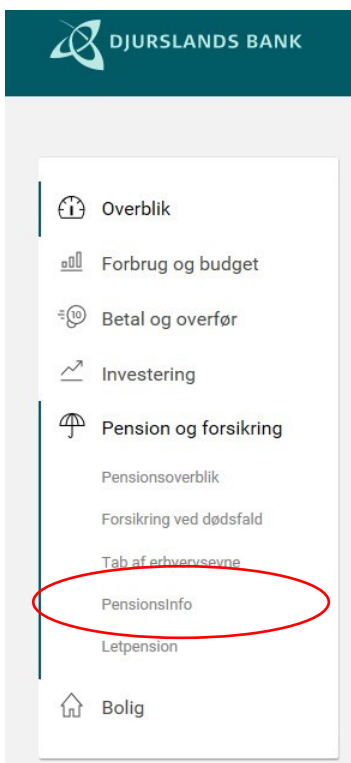 DJURSLANDS BANK
Overblik
Forbrug og budget
10
Betal og overfør
Investering
Pension og forsikring
Pensionsoverblik
Forsikring ved dødsfald
Tab af erhvervsevne
PensionsInfo
Letpension
Bolig